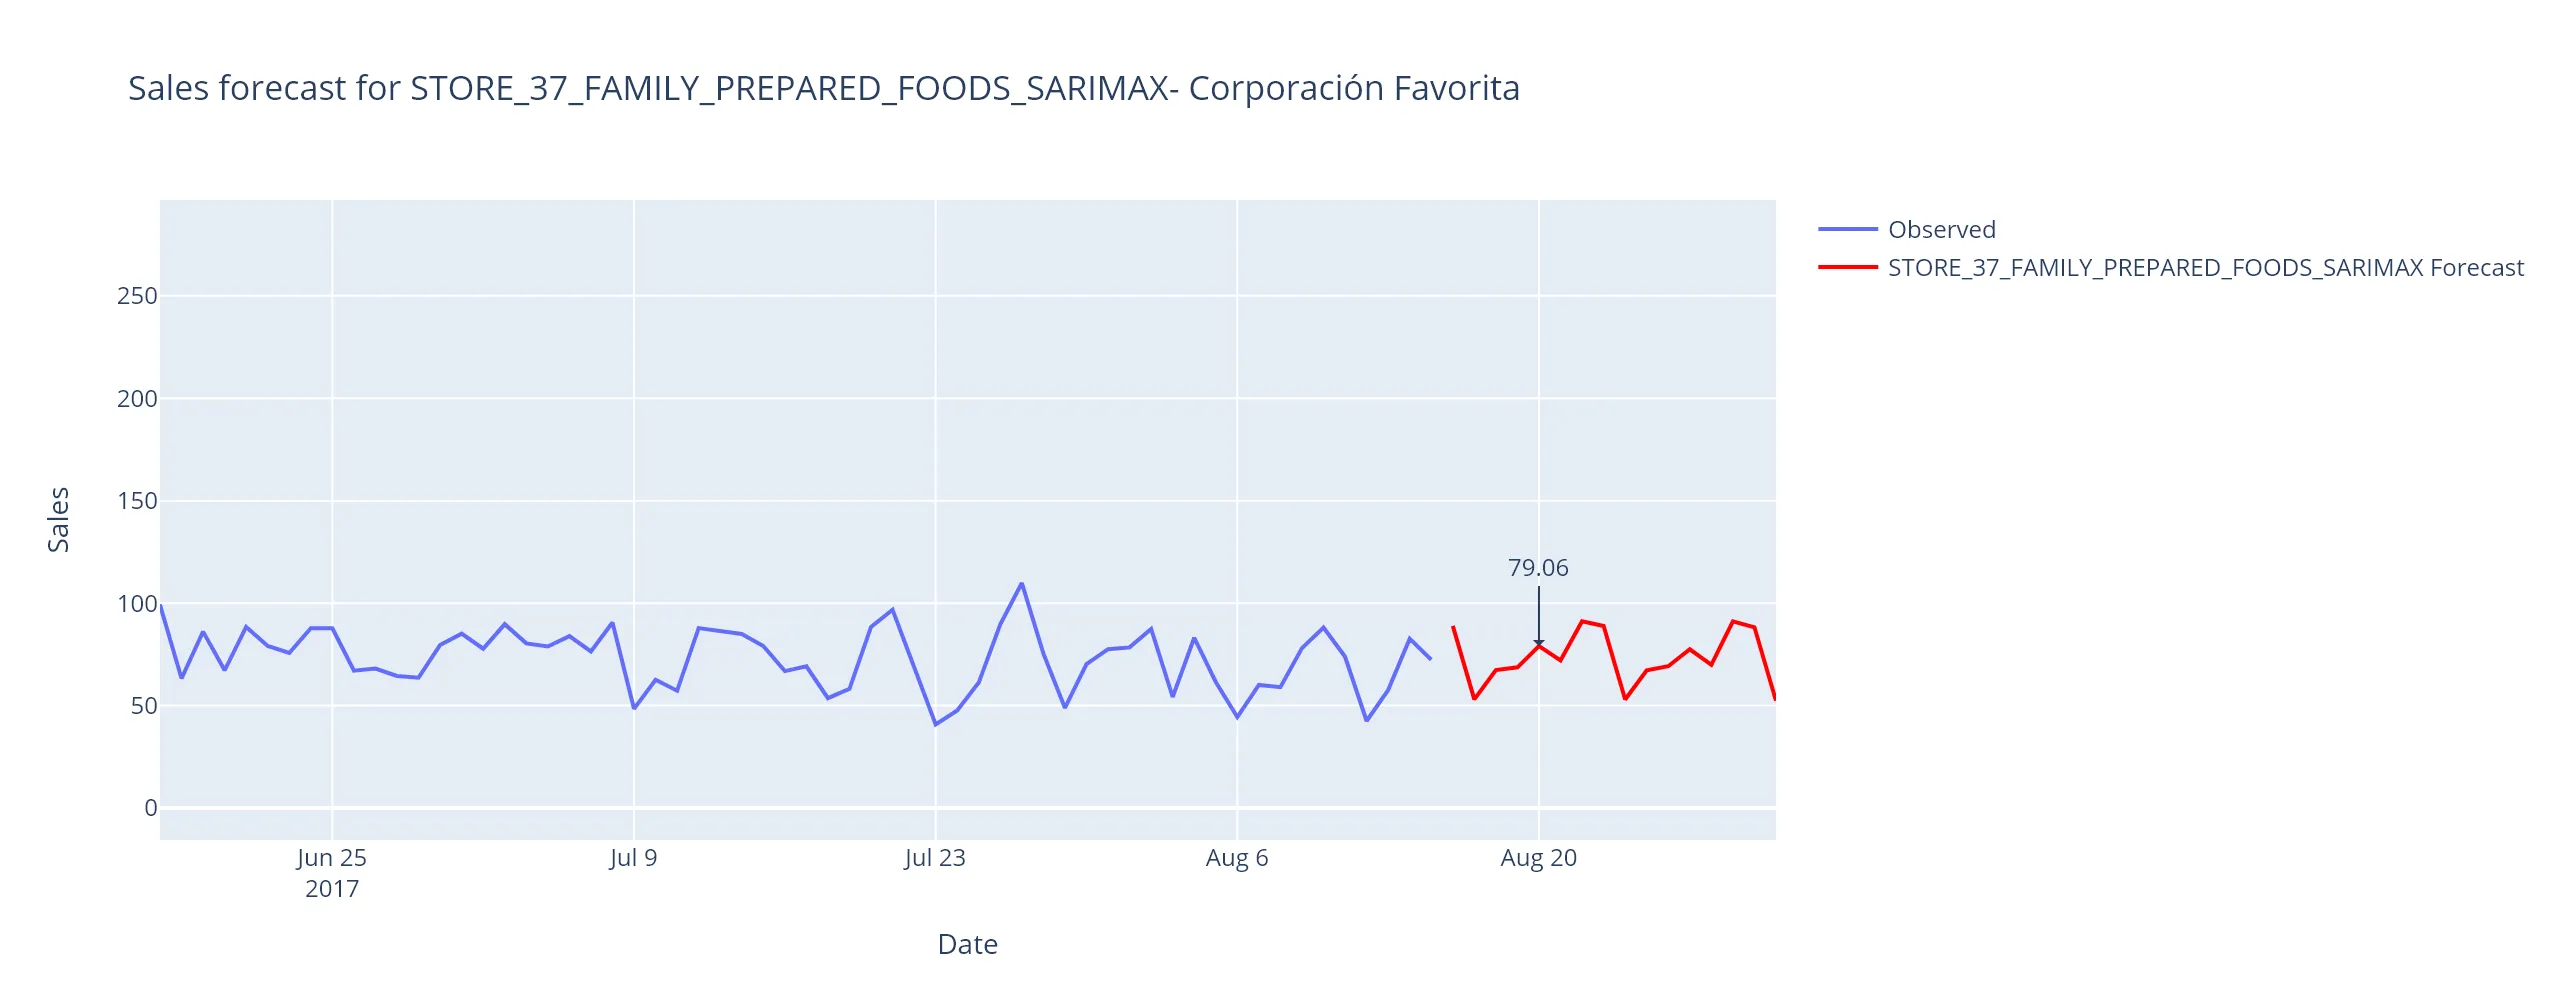 Sales forecast for STORE_37_FAMILY_PREPARED_FOODS_SARIMAX- Corporación Favorita
Observed
STORE_37_FAMILY_PREPARED_FOODS_SARIMAX Forecast
250
200
150
100
50
0
Sales
79.06
Jun 25
2017
Jul 9
Jul 23
Aug 6
Aug 20
Date